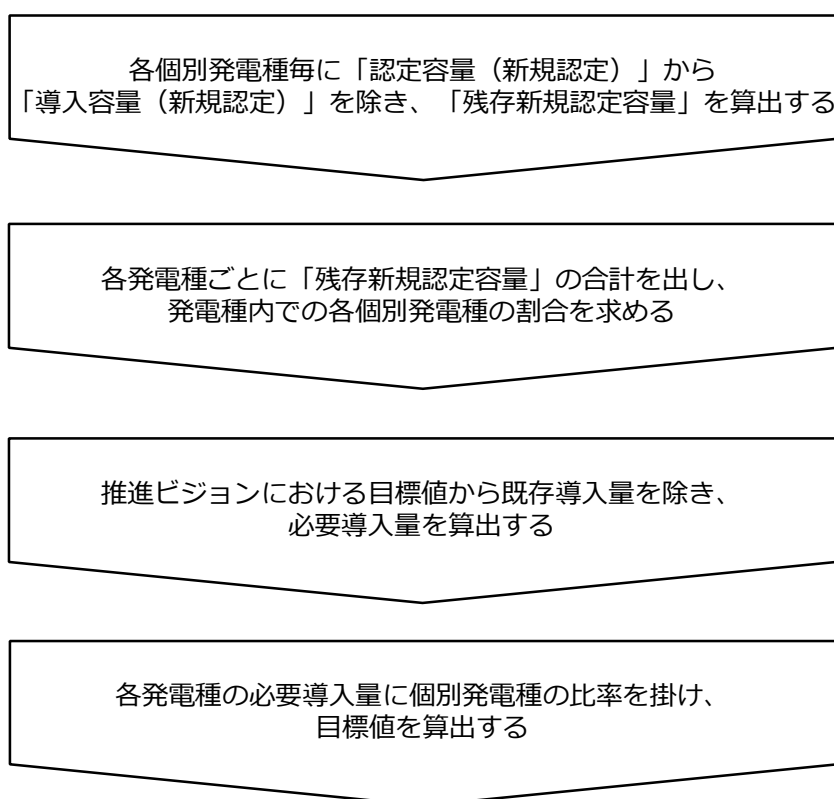 各個別発電種毎に「認定容量（新規認定）」から
「導入容量（新規認定）」を除き、「残存新規認定容量」を算出する
各発電種ごとに「残存新規認定容量」の合計を出し、
発電種内での各個別発電種の割合を求める
推進ビジョンにおける目標値から既存導入量を除き、
必要導入量を算出する
各発電種の必要導入量に個別発電種の比率を掛け、
目標値を算出する